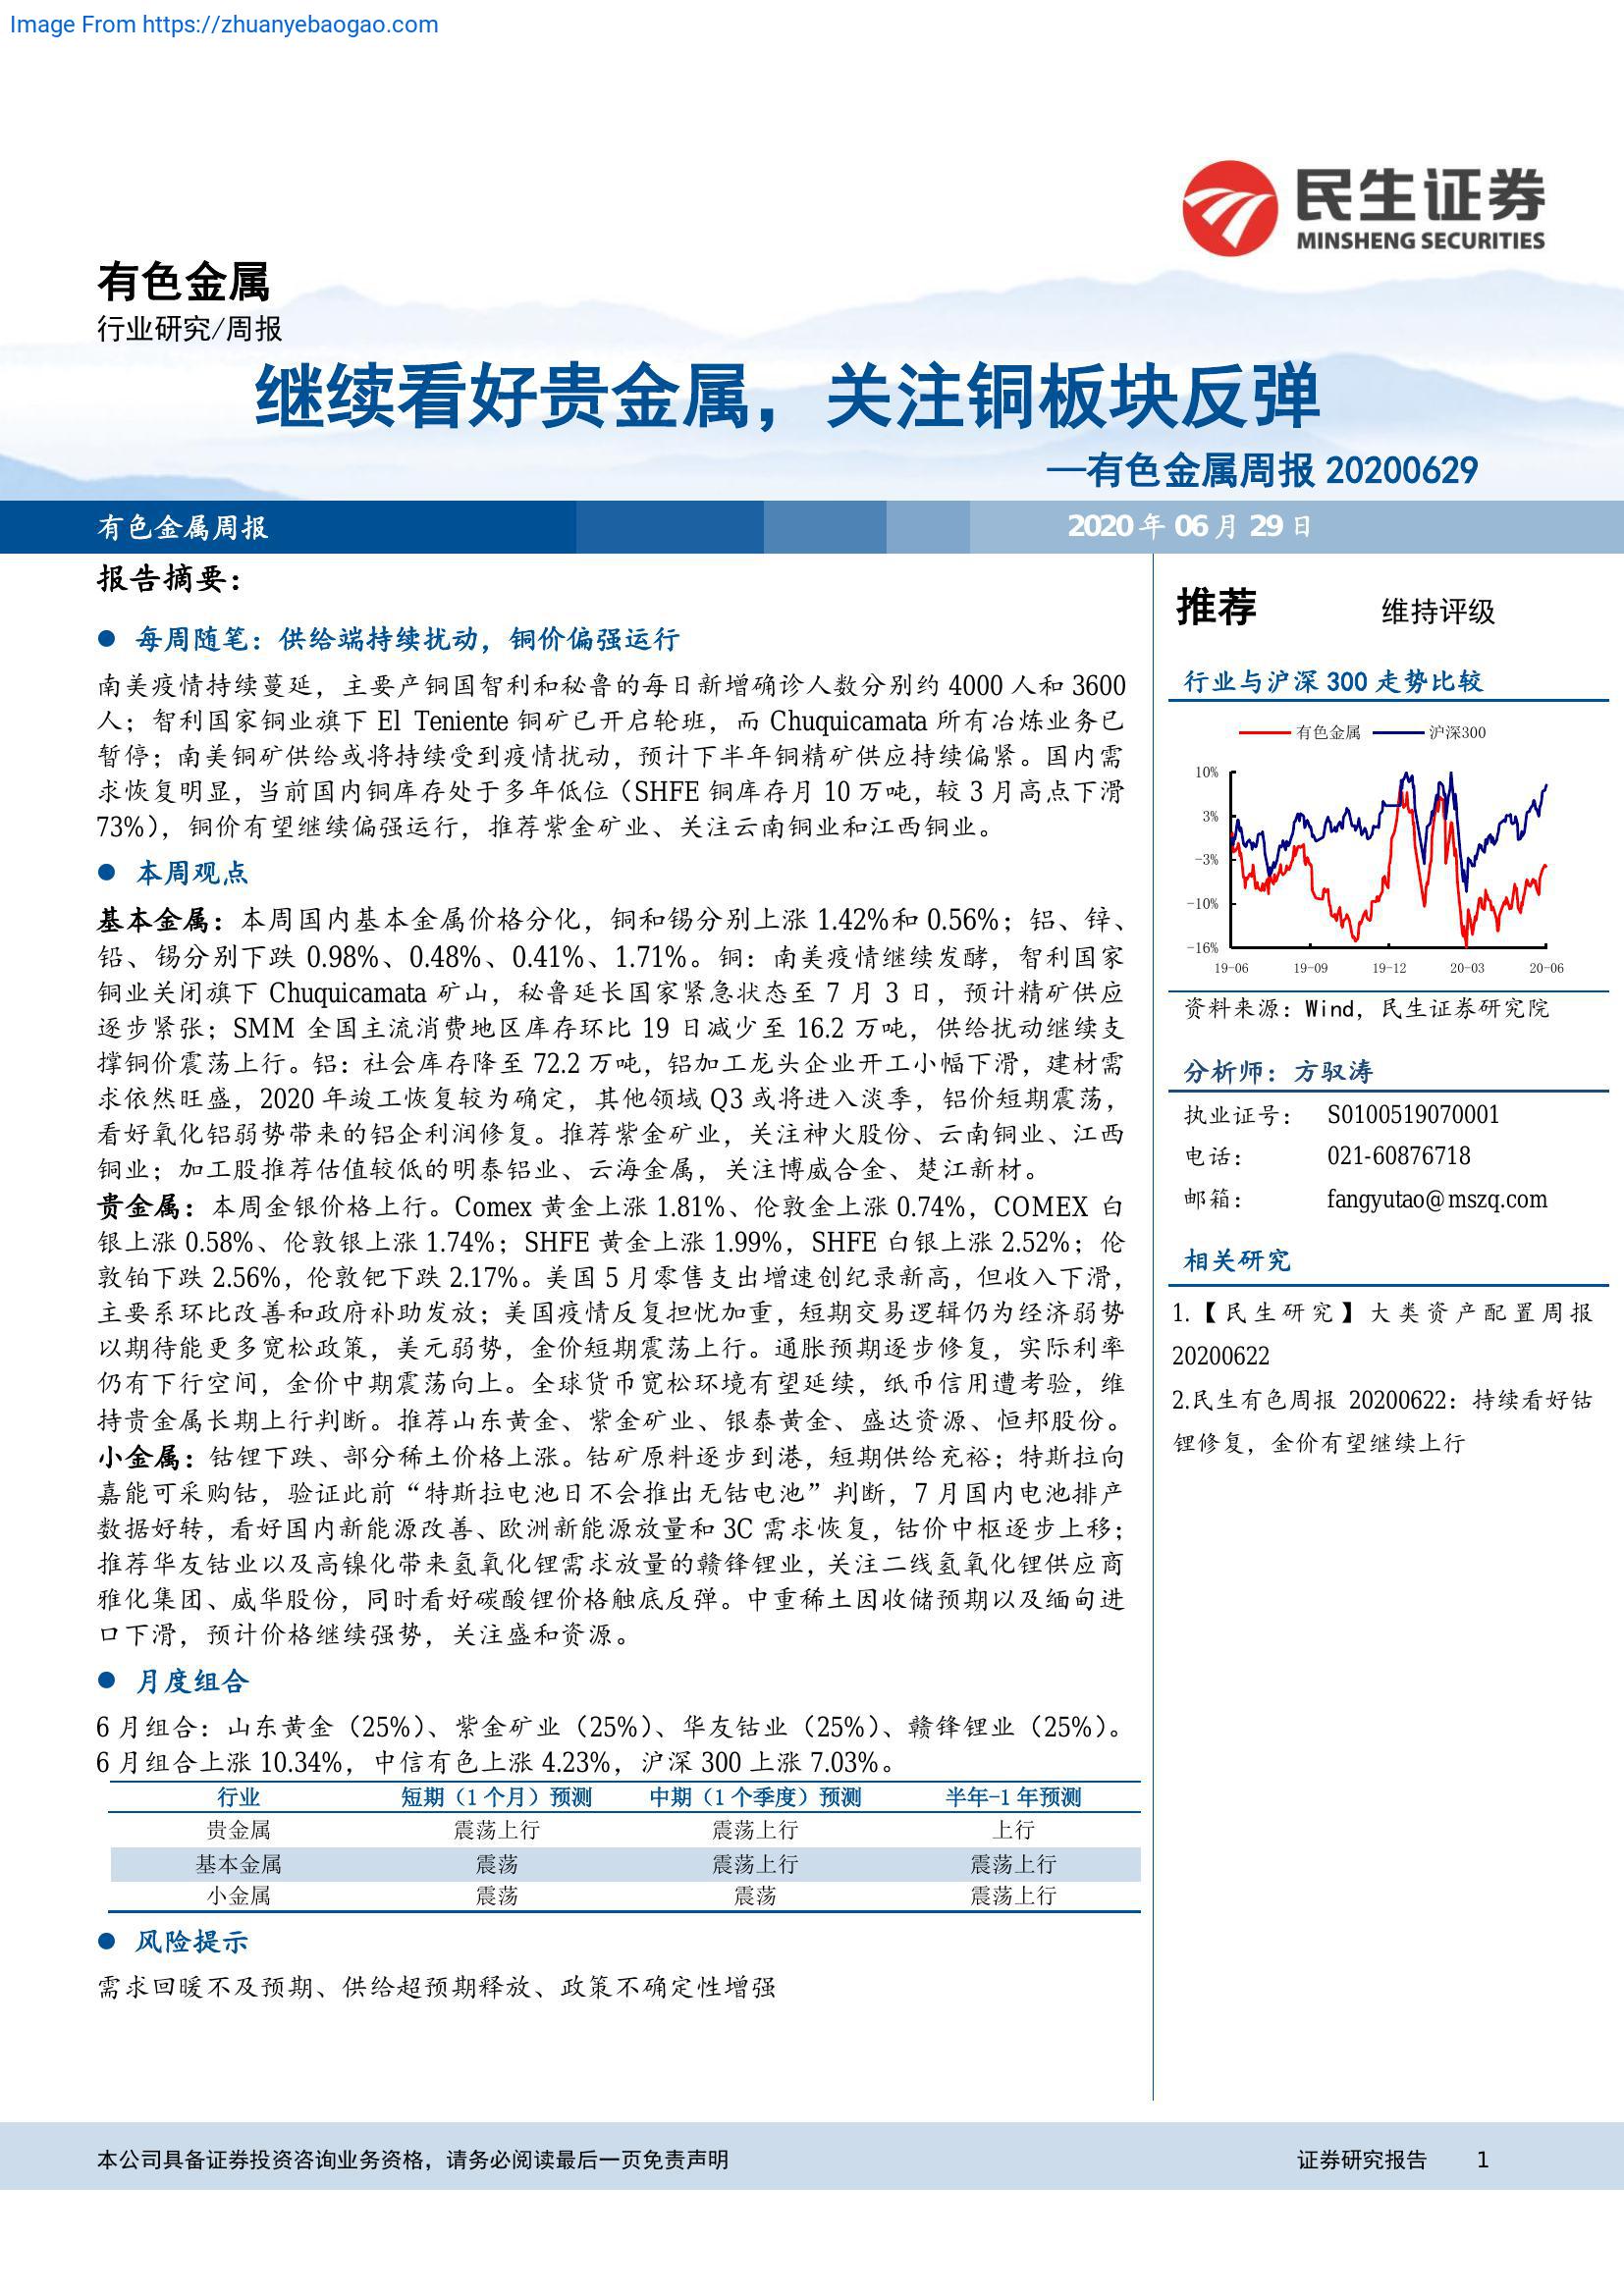 Image From https://zhuanyebaogao.com
民生证券
MINSHENG SECURITIES
有色金属
行业研究/周报
继续看好贵金属，关注铜板块反弹
—有色金属周报 20200629
有色金属周报
2020 年 06 月 29 日
报告摘要：
● 每周随笔：供给端持续扰动，铜价偏强运行
南美疫情持续蔓延，主要产铜国智利和秘鲁的每日新增确诊人数分别约 4000 人和 3600
人；智利国家铜业旗下 El Teniente 铜矿已开启轮班，而 Chuquicamata 所有冶炼业务已
暂停；南美铜矿供给或将持续受到疫情扰动，预计下半年铜精矿供应持续偏紧。国内需
求恢复明显，当前国内铜库存处于多年低位（SHFE 铜库存月 10 万吨，较 3 月高点下滑
73%），铜价有望继续偏强运行，推荐紫金矿业、关注云南铜业和江西铜业。
● 本周观点
基本金属：本周国内基本金属价格分化，铜和锡分别上涨 1.42%和 0.56%；铝、锌、
铅、锡分别下跌 0.98%、0.48%、0.41%、1.71%。铜：南美疫情继续发酵，智利国家
铜业关闭旗下 Chuquicamata 矿山，秘鲁延长国家紧急状态至 7 月 3 日，预计精矿供应
逐步紧张；SMM 全国主流消费地区库存环比 19 日减少至 16.2 万吨，供给扰动继续支
撑铜价震荡上行。铝：社会库存降至 72.2 万吨，铝加工龙头企业开工小幅下滑，建材需
求依然旺盛，2020 年竣工恢复较为确定，其他领域 Q3 或将进入淡季，铝价短期震荡，
看好氧化铝弱势带来的铝企利润修复。推荐紫金矿业，关注神火股份、云南铜业、江西
铜业；加工股推荐估值较低的明泰铝业、云海金属，关注博威合金、楚江新材。
贵金属：本周金银价格上行。Comex 黄金上涨 1.81%、伦敦金上涨 0.74%，COMEX 白
银上涨 0.58%、伦敦银上涨 1.74%；SHFE 黄金上涨 1.99%，SHFE 白银上涨 2.52%；伦
敦铂下跌 2.56%，伦敦钯下跌 2.17%。美国 5 月零售支出增速创纪录新高，但收入下滑，
主要系环比改善和政府补助发放；美国疫情反复担忧加重，短期交易逻辑仍为经济弱势
以期待能更多宽松政策，美元弱势，金价短期震荡上行。通胀预期逐步修复，实际利率
仍有下行空间，金价中期震荡向上。全球货币宽松环境有望延续，纸币信用遭考验，维
持贵金属长期上行判断。推荐山东黄金、紫金矿业、银泰黄金、盛达资源、恒邦股份。
小金属：钴锂下跌、部分稀土价格上涨。钴矿原料逐步到港，短期供给充裕；特斯拉向
嘉能可采购钴，验证此前“特斯拉电池日不会推出无钴电池”判断，7 月国内电池排产
数据好转，看好国内新能源改善、欧洲新能源放量和 3C 需求恢复，钴价中枢逐步上移；
推荐华友钴业以及高镍化带来氢氧化锂需求放量的赣锋锂业，关注二线氢氧化锂供应商
雅化集团、威华股份，同时看好碳酸锂价格触底反弹。中重稀土因收储预期以及缅甸进
口下滑，预计价格继续强势，关注盛和资源。
● 月度组合
6 月组合：山东黄金（25%）、紫金矿业（25%）、华友钴业（25%）、赣锋锂业（25%）。
6 月组合上涨 10.34%，中信有色上涨 4.23%，沪深 300 上涨 7.03%。
行业 短期（1 个月）预测 中期（1 个季度）预测 半年-1 年预测
贵金属 震荡上行 震荡上行 上行
基本金属 震荡 震荡上行 震荡上行
小金属 震荡 震荡 震荡上行
● 风险提示
需求回暖不及预期、供给超预期释放、政策不确定性增强
推荐 维持评级
行业与沪深 300 走势比较
有色金属 沪深300
10%
3%
-3%
-10%
-16%
19-06 19-09 19-12 20-03 20-06
资料来源：Wind，民生证券研究院
分析师：方驭涛
执业证号： S0100519070001
电话： 021-60876718
邮箱： fangyutao@mszq.com
相关研究
1.【民生研究】大类资产配置周报
20200622
2.民生有色周报 20200622：持续看好钴
锂修复，金价有望继续上行
本公司具备证券投资咨询业务资格，请务必阅读最后一页免责声明
证券研究报告 1